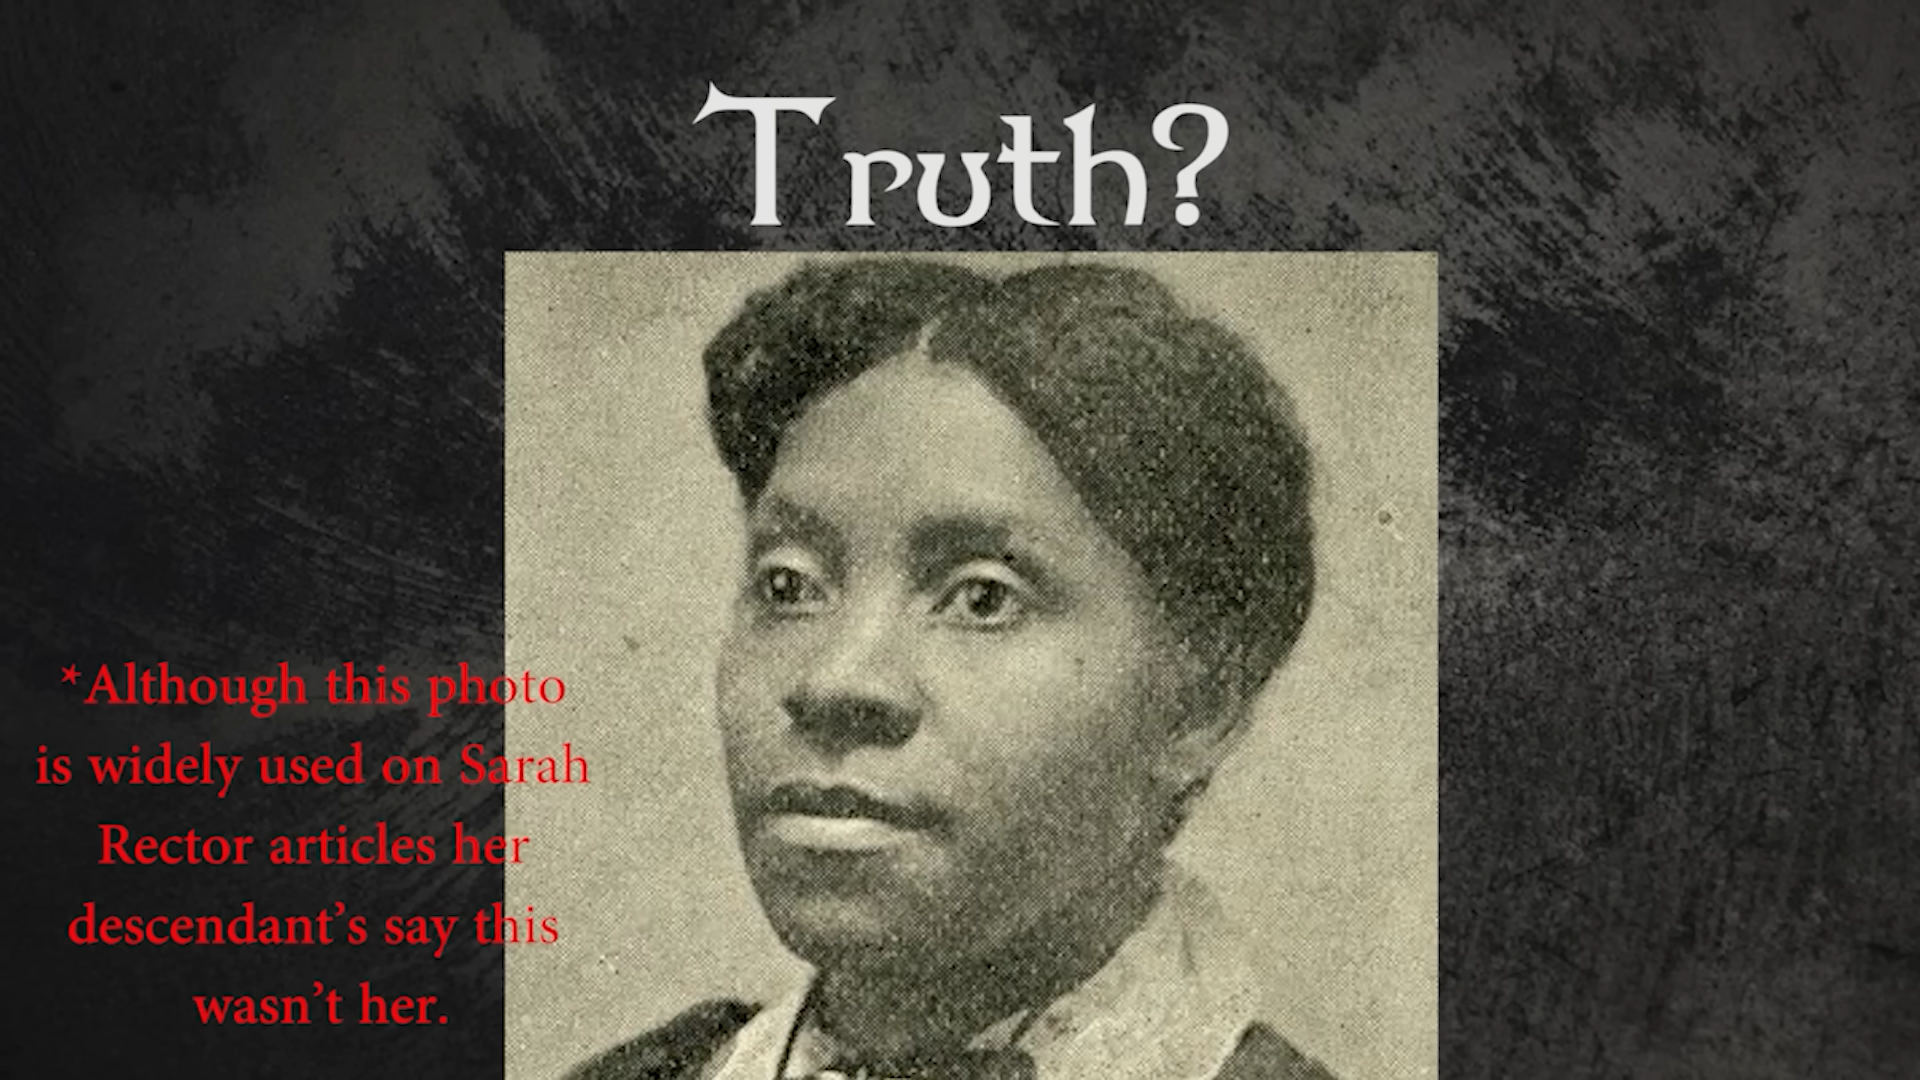 Truth?
*Although this photo
is widely used on Sarah
Rector articles her
descendant’s say this
wasn’t her.